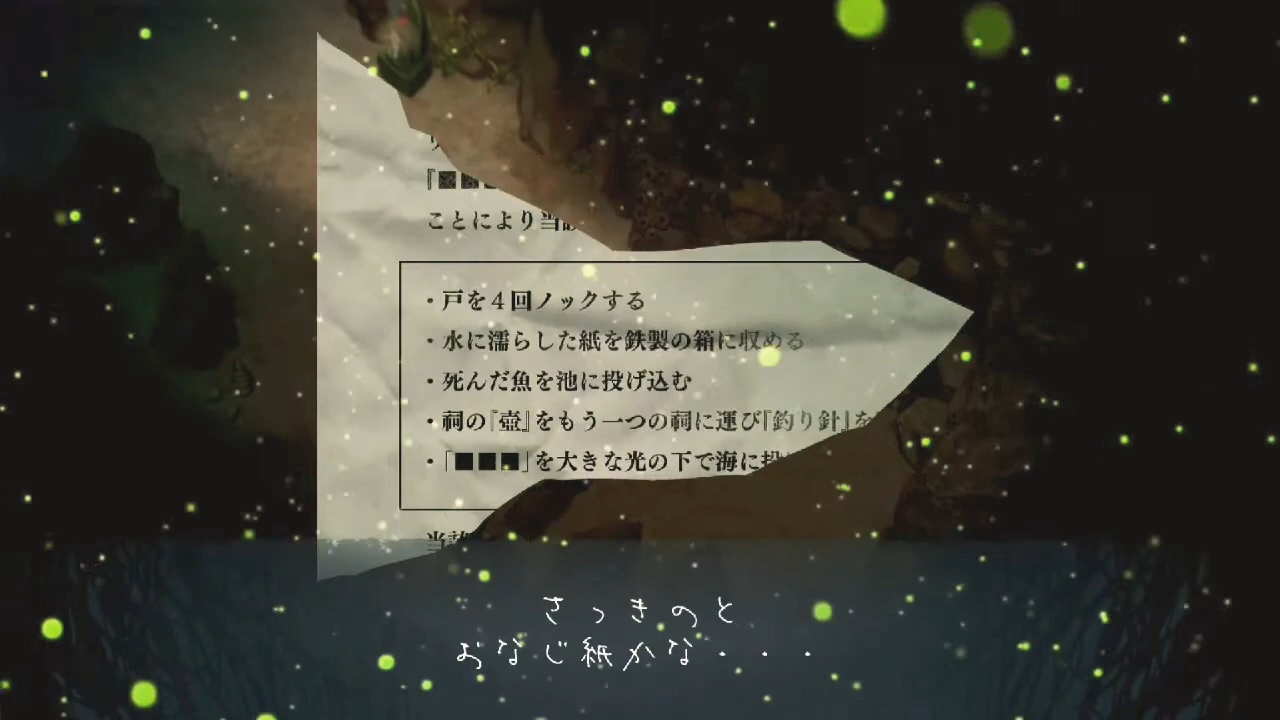 『■■
ことにより当該
・戸を４回ノックする
・水に濡らした紙を鉄製の箱に収める
・死んだ魚を池に投げ込む
・祠の『壺』をもう一つの祠に運び『釣り針』を
・「■■■」を大きな光の下で海に投
当該
さっきのと
おなじ紙かな・・・